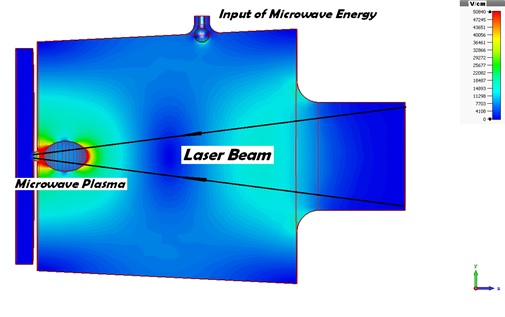 V/cm
Input of Microwave Energy
50840
47245
43651
40056
36461
32866
29272
25677
22082
18487
14893
11298
7703
4108
0
Laser Beam
Microwave Plasma
y
x